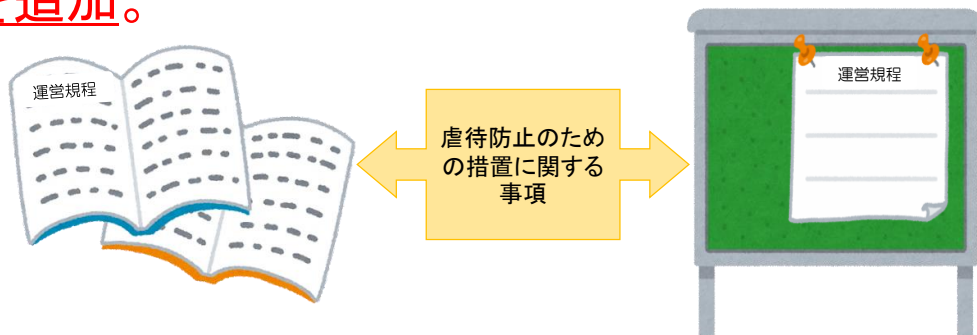 を追加。
運営規程
運営規程
虐待防止のため
の措置に関する
事項